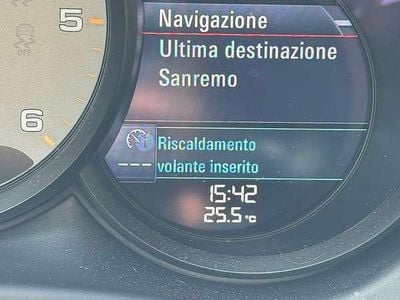 5
Navigazione
Ultima destinazione
Sanremo
6
Riscaldamento
--- volante inserito
15:42
25.5 °C